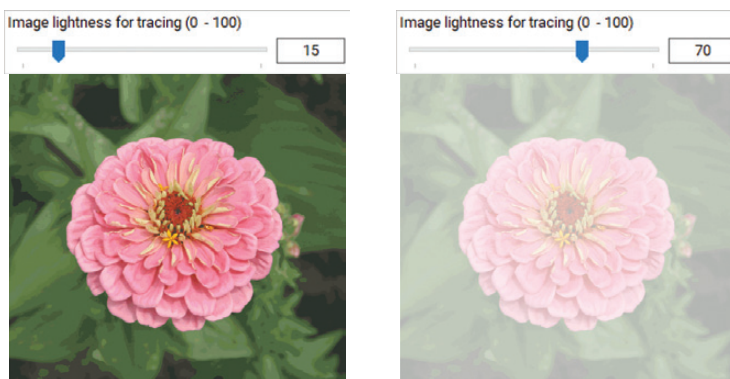 Image lightness for tracing (0 - 100)
15
Image lightness for tracing (0 - 100)
70